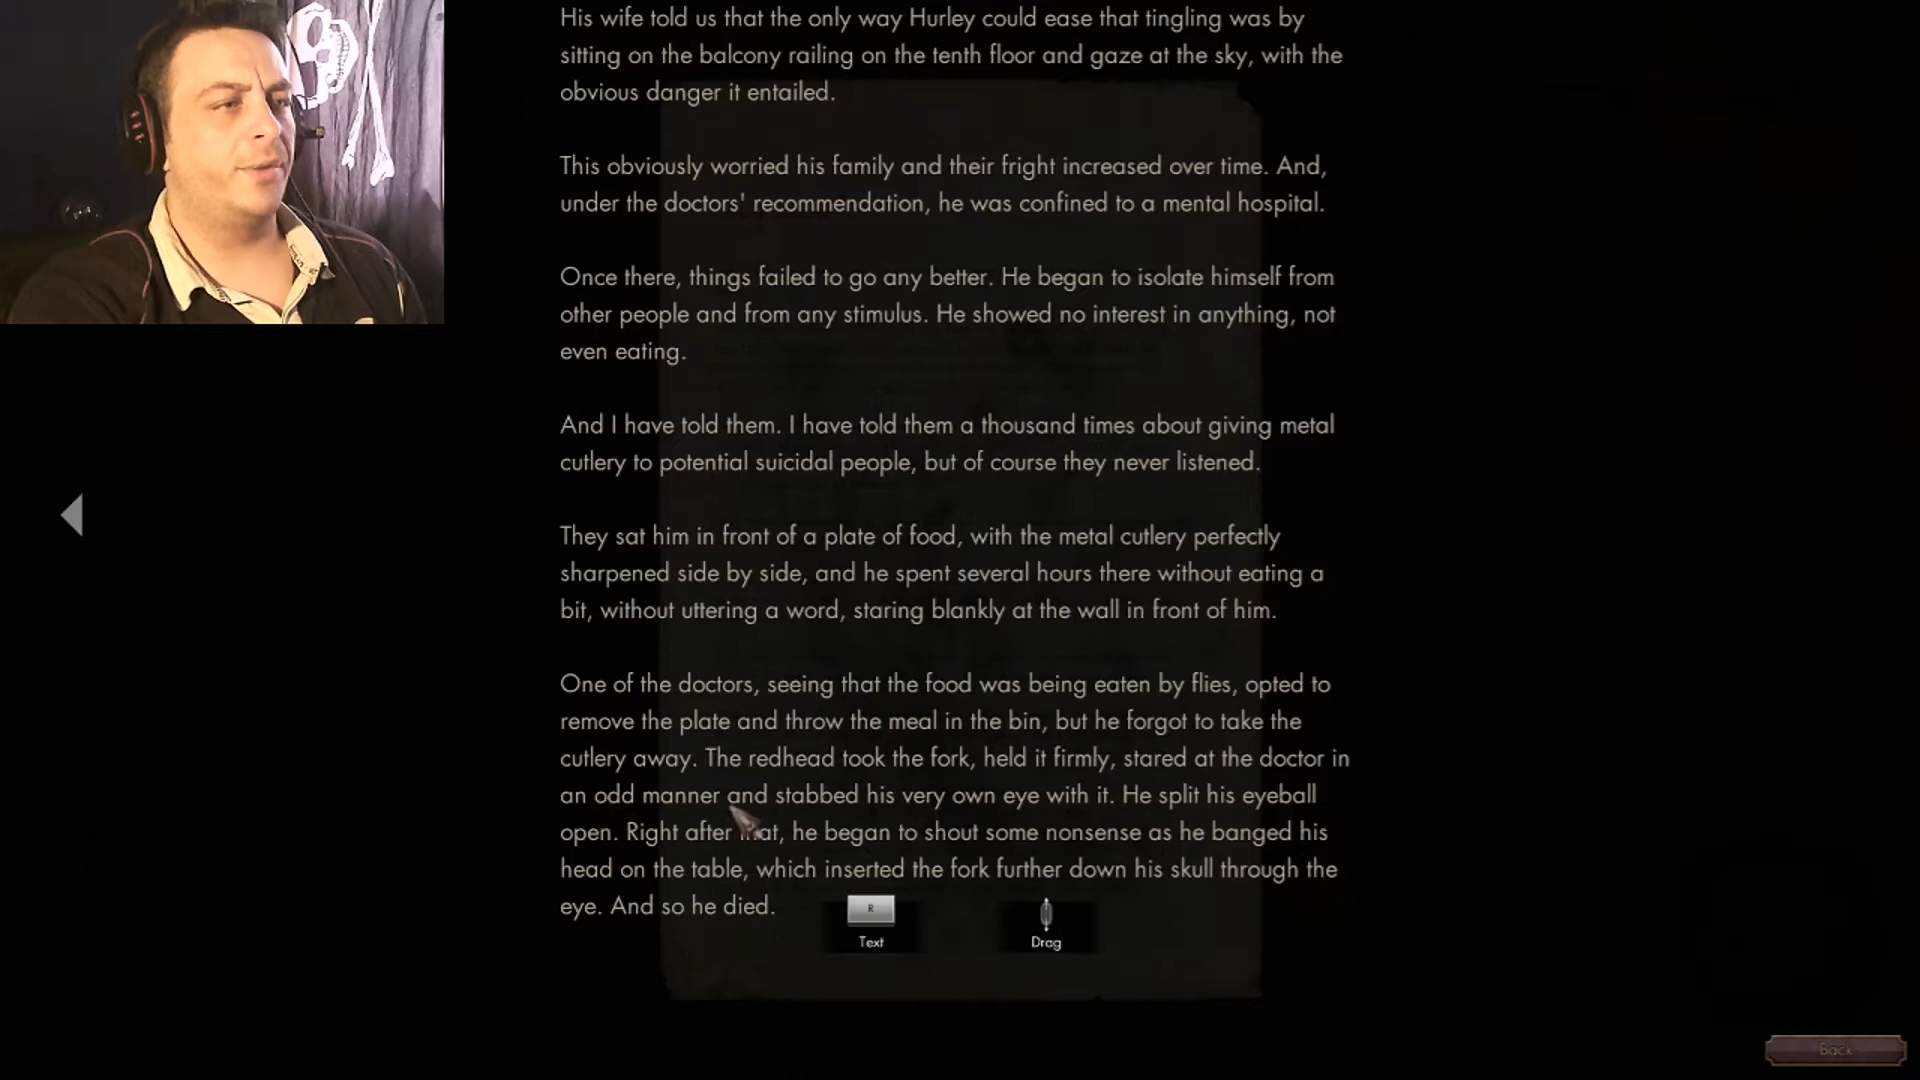 His wife told us that the only way Hurley could ease that tingling was by
sitting on the balcony railing on the tenth floor and gaze at the sky, with the
obvious danger it entailed.
This obviously worried his family and their fright increased over time. And,
under the doctors' recommendation, he was confined to a mental hospital.
Once there, things failed to go any better. He began to isolate himself from
other people and from any stimulus. He showed no interest in anything, not
even eating.
And I have told them. I have told them a thousand times about giving metal
cutlery to potential suicidal people, but of course they never listened.
They sat him in front of a plate of food, with the metal cutlery perfectly
sharpened side by side, and he spent several hours there without eating a
bit, without uttering a word, staring blankly at the wall in front of him.
One of the doctors, seeing that the food was being eaten by flies, opted to
remove the plate and throw the meal in the bin, but he forgot to take the
cutlery away. The redhead took the fork, held it firmly, stared at the doctor in
an odd manner and stabbed his very own eye with it. He split his eyeball
open. Right after that, he began to shout some nonsense as he banged his
head on the table, which inserted the fork further down his skull through the
eye. And so he died.
R
Text
Drag
Back